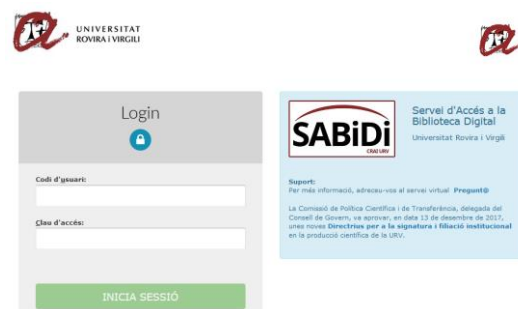 UNIVERSITAT
ROVIRA i VIRGILI
Login
Codi d'usuari:
Clau d'accés:
INICIA SESSIÓ
SABiDi
CRAI URV
Servei d'Accés a la
Biblioteca Digital
Universitat Rovira i Virgili
Suport:
Per más informació, adreceu-vos al servei virtual Pregunt@
La Comissió de Política Científica i de Transferència, delegada del
Consell de Govern, va aprovar, en data 13 de desembre de 2017,
unes noves Directrius per a la signatura i filiació institucional
en la producció científica de la URV.